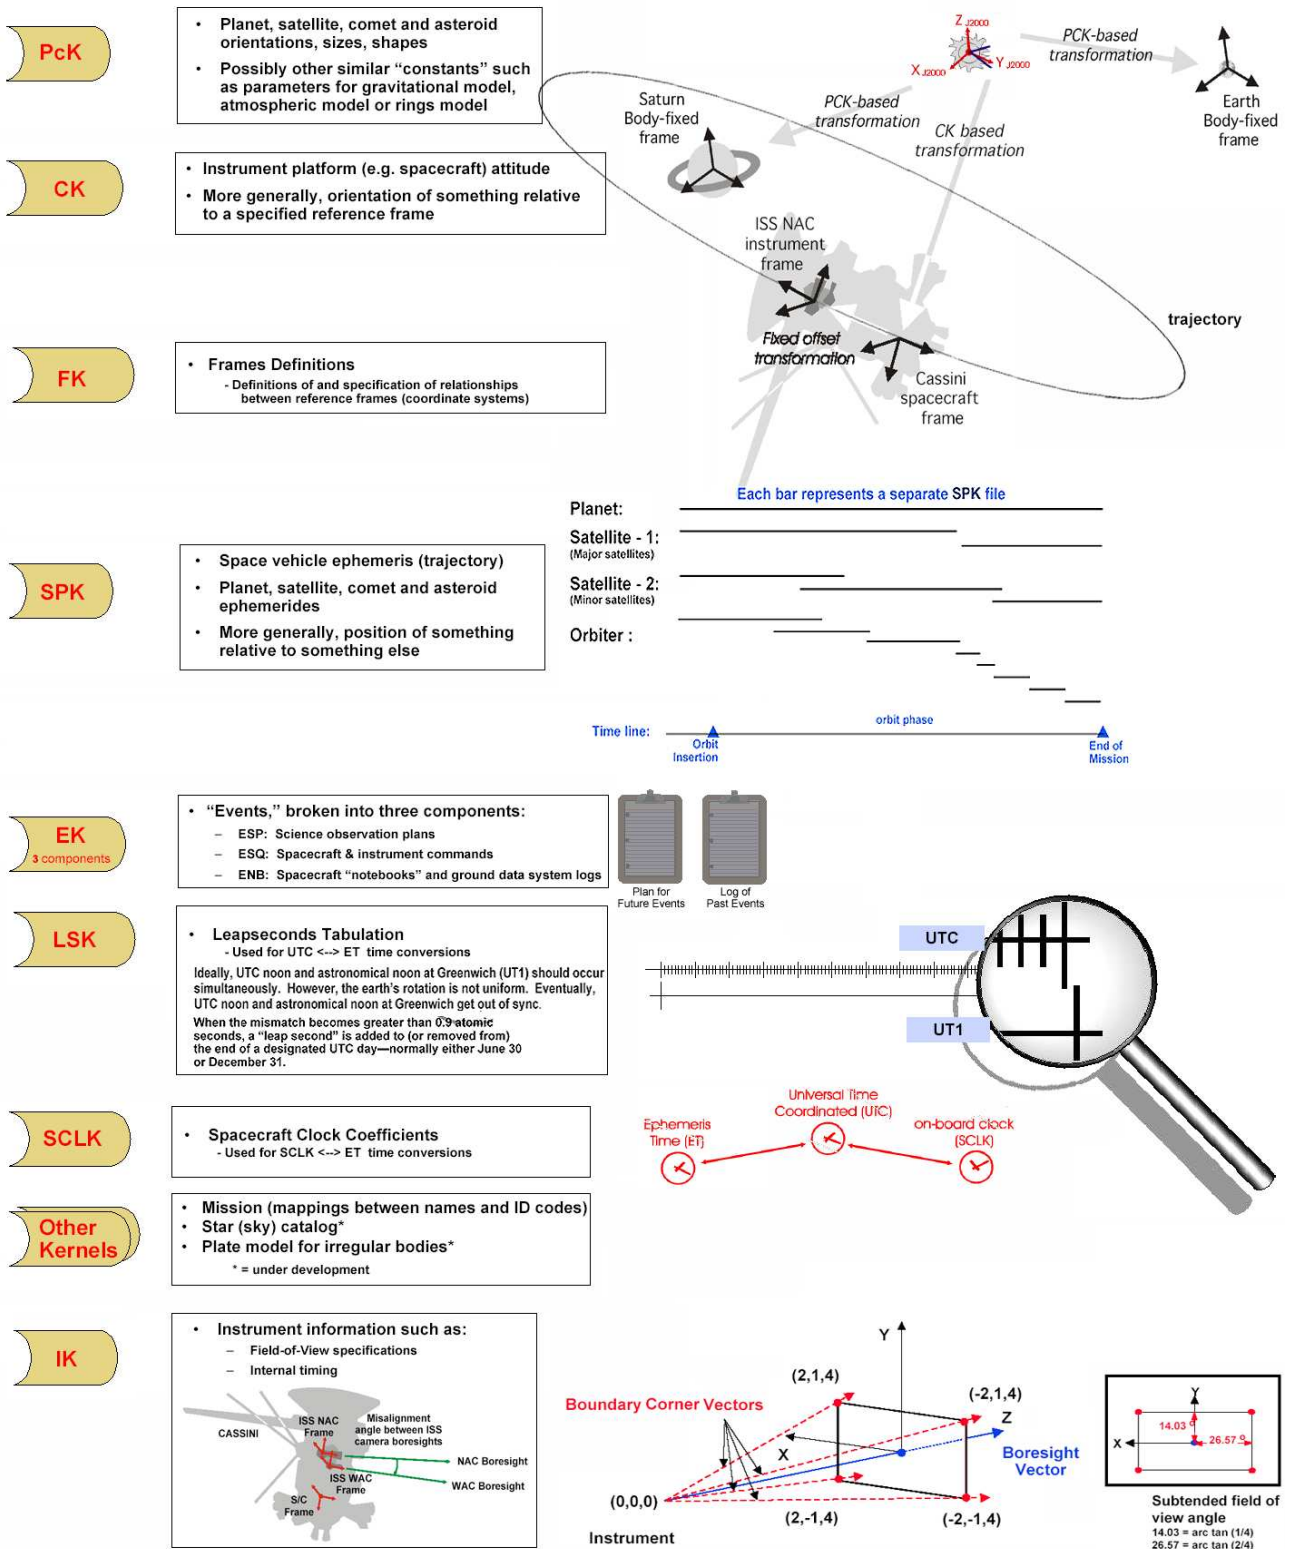 PcK
• Planet, satellite, comet and asteroid
orientations, sizes, shapes
• Possibly other similar “constants” such
as parameters for gravitational model,
atmospheric model or rings model
Z J2000
X J2000
Y J2000
PCK-based
transformation
Earth
Body-fixed
frame
Saturn
Body-fixed
frame
PCK-based
transformation
CK based
transformation
CK
• Instrument platform (e.g. spacecraft) attitude
• More generally, orientation of something relative
to a specified reference frame
ISS NAC
instrument
frame
trajectory
Fixed offset
transformation
Cassini
spacecraft
frame
FK
• Frames Definitions
- Definitions of and specification of relationships
between reference frames (coordinate systems)
SPK
• Space vehicle ephemeris (trajectory)
• Planet, satellite, comet and asteroid
ephemerides
• More generally, position of something
relative to something else
Each bar represents a separate SPK file
Planet:
Satellite - 1:
(Major satellites)
Satellite - 2:
(Minor satellites)
Orbiter :
Time line:
orbit phase
Orbit
Insertion
End of
Mission
EK
3 components
• “Events,” broken into three components:
– ESP: Science observation plans
– ESQ: Spacecraft & instrument commands
– ENB: Spacecraft “notebooks” and ground data system logs
Plan for
Future Events
Log of
Past Events
LSK
• Leapseconds Tabulation
- Used for UTC <--> ET time conversions
Ideally, UTC noon and astronomical noon at Greenwich (UT1) should occur
simultaneously. However, the earth's rotation is not uniform. Eventually,
UTC noon and astronomical noon at Greenwich get out of sync.
When the mismatch becomes greater than 0.9 atomic
seconds, a “leap second” is added to (or removed from)
the end of a designated UTC day—normally either June 30
or December 31.
UTC
UT1
SCLK
• Spacecraft Clock Coefficients
- Used for SCLK <--> ET time conversions
Ephemeris
Time (ET)
Universal Time
Coordinated (UTC)
on-board clock
(SCLK)
Other
Kernels
• Mission (mappings between names and ID codes)
• Star (sky) catalog*
• Plate model for irregular bodies*
* = under development
IK
• Instrument information such as:
– Field-of-View specifications
– Internal timing
CASSINI
ISS NAC
Frame
Misalignment
angle between ISS
camera boresights
NAC Boresight
WAC Boresight
ISS WAC
Frame
S/C
Frame
Boundary Corner Vectors
Y
(2,1,4)
(-2,1,4)
Z
X
Boresight
Vector
(0,0,0)
(2,-1,4)
(-2,-1,4)
Instrument
Y
14.03 º
X
26.57 º
Subtended field of
view angle
14.03 = arc tan (1/4)
26.57 = arc tan (2/4)